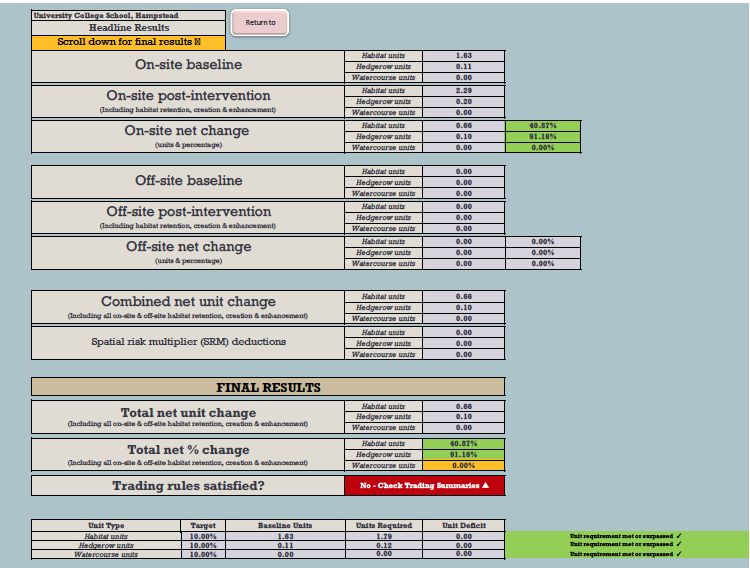 University College School, Hampstead
Headline Results
Return to
Scroll down for final results
On-site baseline
Habitat units 1.63
Hedgerow units 0.11
Watercourse units 0.00
On-site post-intervention
(Including habitat retention, creation & enhancement)
Habitat units 2.29
Hedgerow units 0.20
Watercourse units 0.00
On-site net change
(units & percentage)
Habitat units 0.66 40.87%
Hedgerow units 0.10 91.16%
Watercourse units 0.00 0.00%
Off-site baseline
Habitat units 0.00
Hedgerow units 0.00
Watercourse units 0.00
Off-site post-intervention
(Including habitat retention, creation & enhancement)
Habitat units 0.00
Hedgerow units 0.00
Watercourse units 0.00
Off-site net change
(units & percentage)
Habitat units 0.00 0.00%
Hedgerow units 0.00 0.00%
Watercourse units 0.00 0.00%
Combined net unit change
(Including all on-site & off-site habitat retention, creation & enhancement)
Habitat units 0.66
Hedgerow units 0.10
Watercourse units 0.00
Spatial risk multiplier (SRM) deductions
Habitat units 0.00
Hedgerow units 0.00
Watercourse units 0.00
FINAL RESULTS
Total net unit change
(Including all on-site & off-site habitat retention, creation & enhancement)
Habitat units 0.66
Hedgerow units 0.10
Watercourse units 0.00
Total net % change
(Including all on-site & off-site habitat retention, creation & enhancement)
Habitat units 40.87%
Hedgerow units 91.16%
Watercourse units 0.00%
Trading rules satisfied? No - Check Trading Summaries ▲
Unit Type Target Baseline Units Units Required Unit Deficit
Habitat units 10.00% 1.63 1.79 0.00 Unit requirement met or surpassed ✓
Hedgerow units 10.00% 0.11 0.12 0.00 Unit requirement met or surpassed ✓
Watercourse units 10.00% 0.00 0.00 0.00 Unit requirement met or surpassed ✓